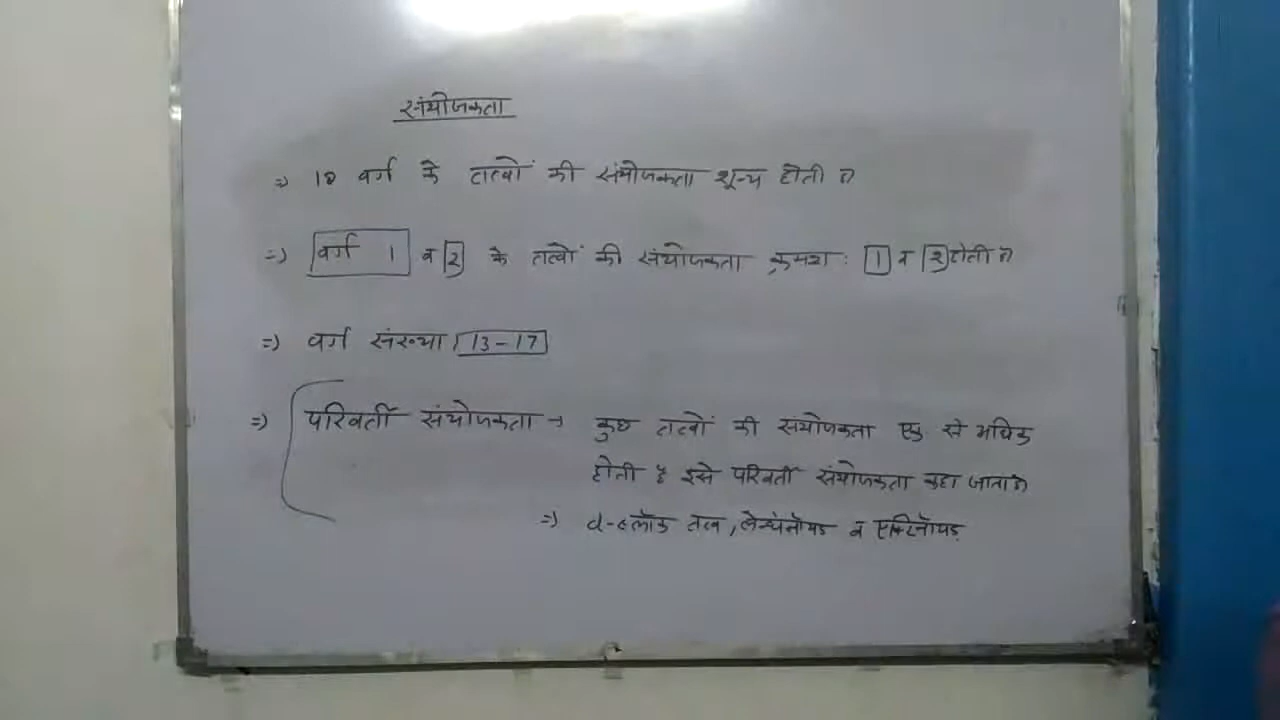 संयोजकता
=> 18 वर्ग के तत्वों की संयोजकता शून्य होती है
=> वर्ग 1 व 2 के तत्वों की संयोजकता क्रमश: 1 व 2 होती है
=> वर्ग संख्या 13-17
=> परिवर्ती संयोजकता → कुछ तत्वों की संयोजकता एक से अधिक
होती है इसे परिवर्ती संयोजकता कहा जाता है
=> d-ब्लॉक तत्व, लेन्थेनॉयड व एक्टिनॉयड